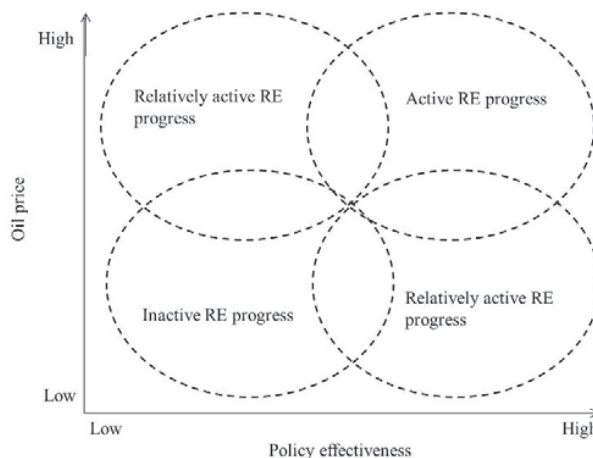 High
Relatively active RE
progress
Active RE progress
Oil price
Inactive RE progress
Relatively active RE
progress
Low
Low
High
Policy effectiveness